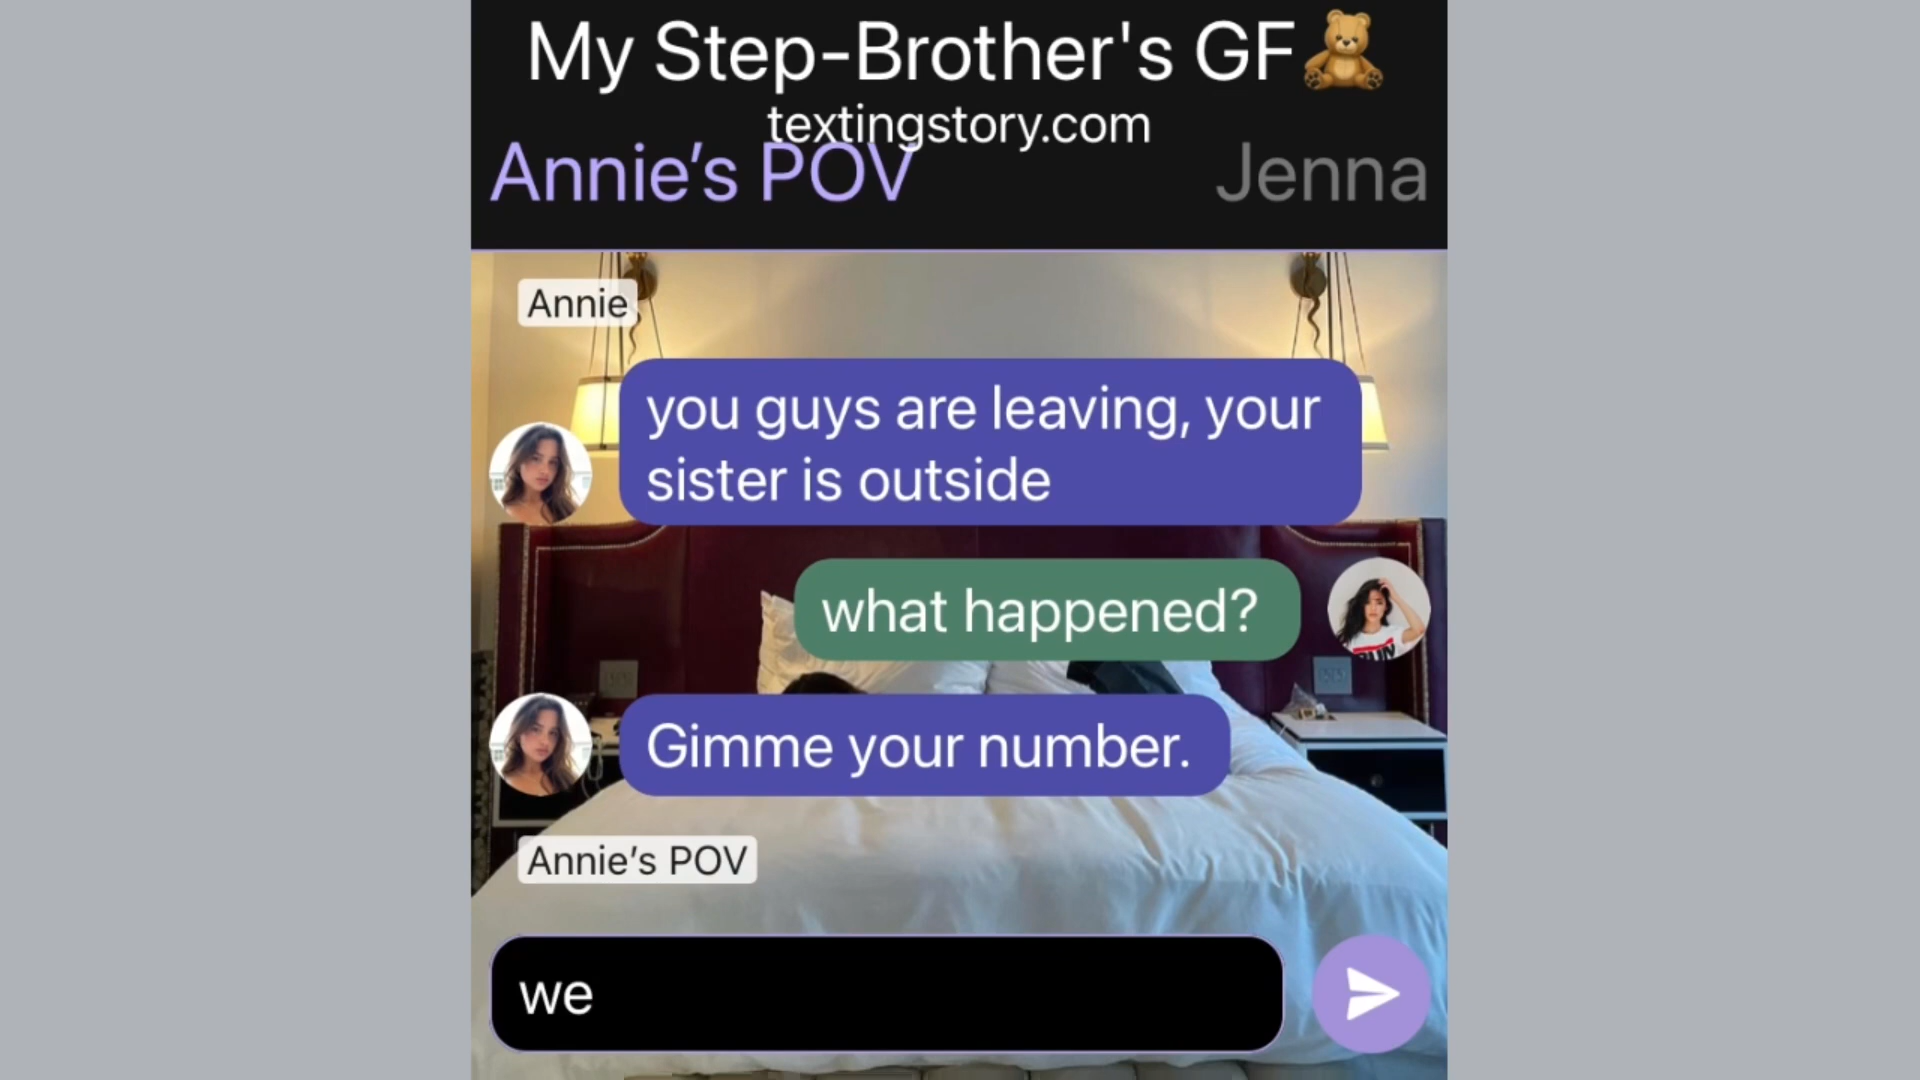 My Step-Brother's GF🧸
textingstory.com
Annie’s POV
Jenna
Annie
you guys are leaving, your
sister is outside
what happened?
Gimme your number.
Annie’s POV
we